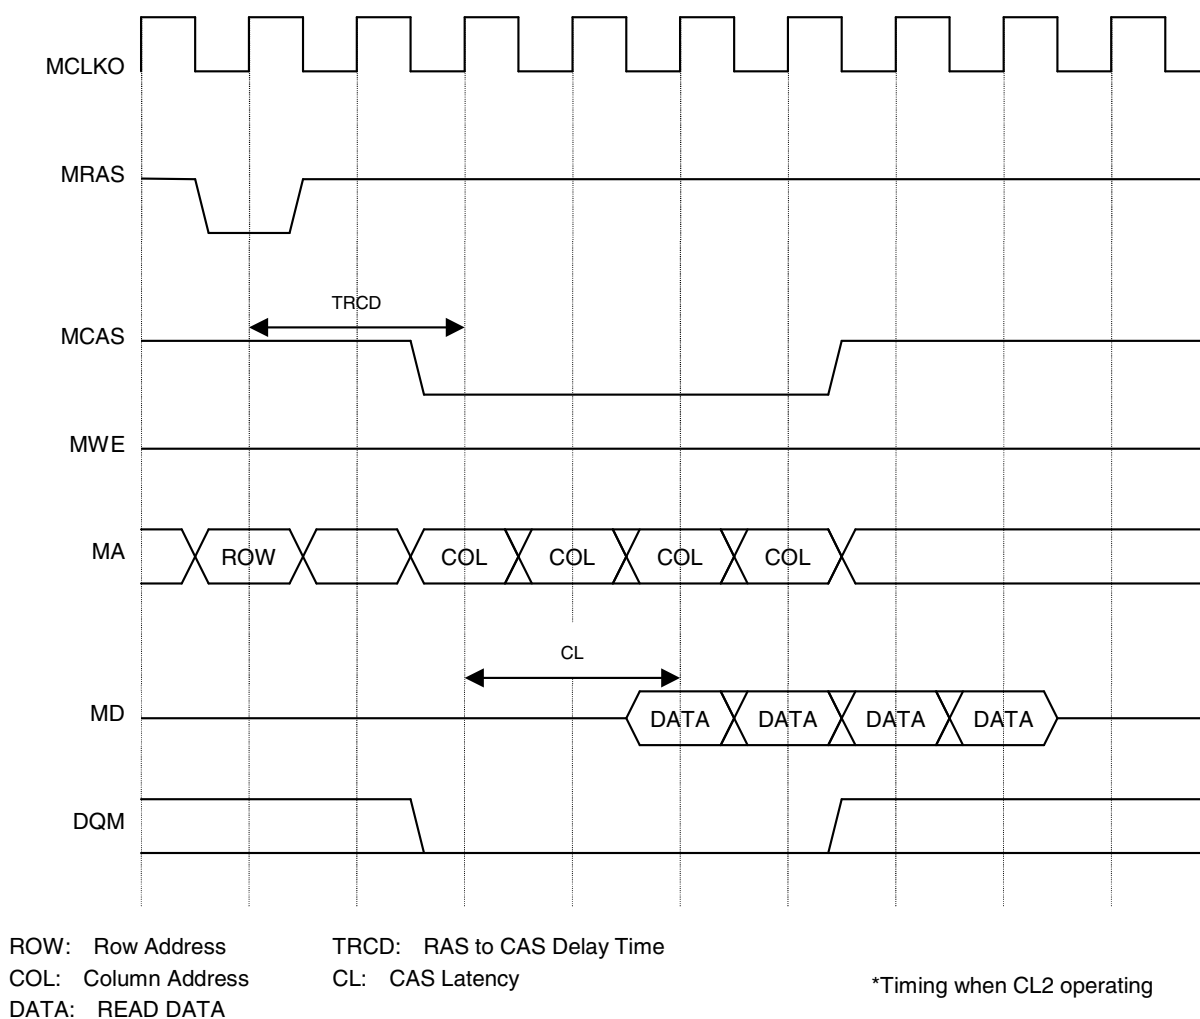 MCLKO
MRAS
TRCD
MCAS
MWE
MA ROW COL COL COL COL
CL
MD DATA DATA DATA DATA
DQM
ROW: Row Address TRCD: RAS to CAS Delay Time
COL: Column Address CL: CAS Latency
*Timing when CL2 operating
DATA: READ DATA